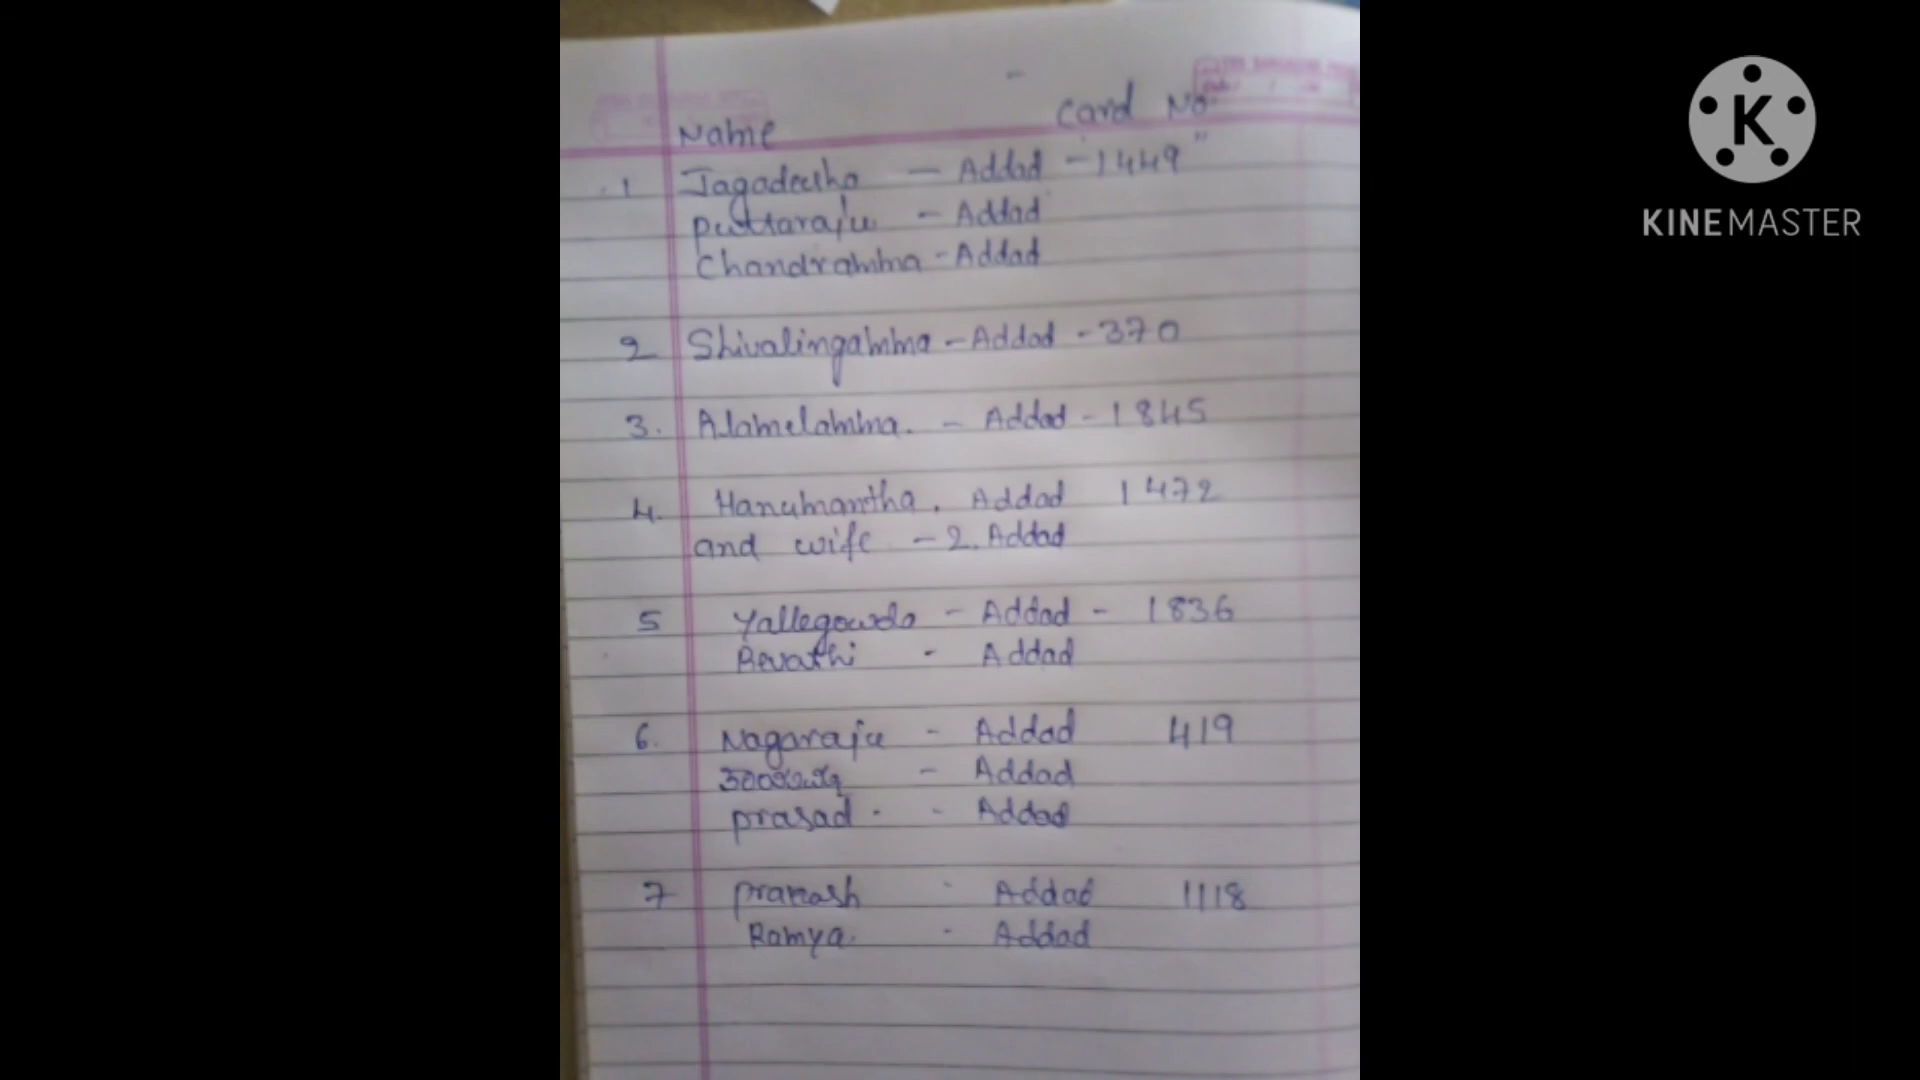 Name Card No.
1 Jagadeesha - Addad - 1449"
puttaraju - Addad
Chandramma - Addad
2 Shivalingamma - Addad - 370
3. Alamelamma. - Addad - 1845
4. Hanumantha. Addad 1472
and wife - 2. Addad
5 Yallegowda - Addad - 1836
Revathi - Addad
6. Nagaraju - Addad 419
- Addad
prasad. - Addad
7 prakash - Addad 1118
Ramya. - Addad
KINEMASTER